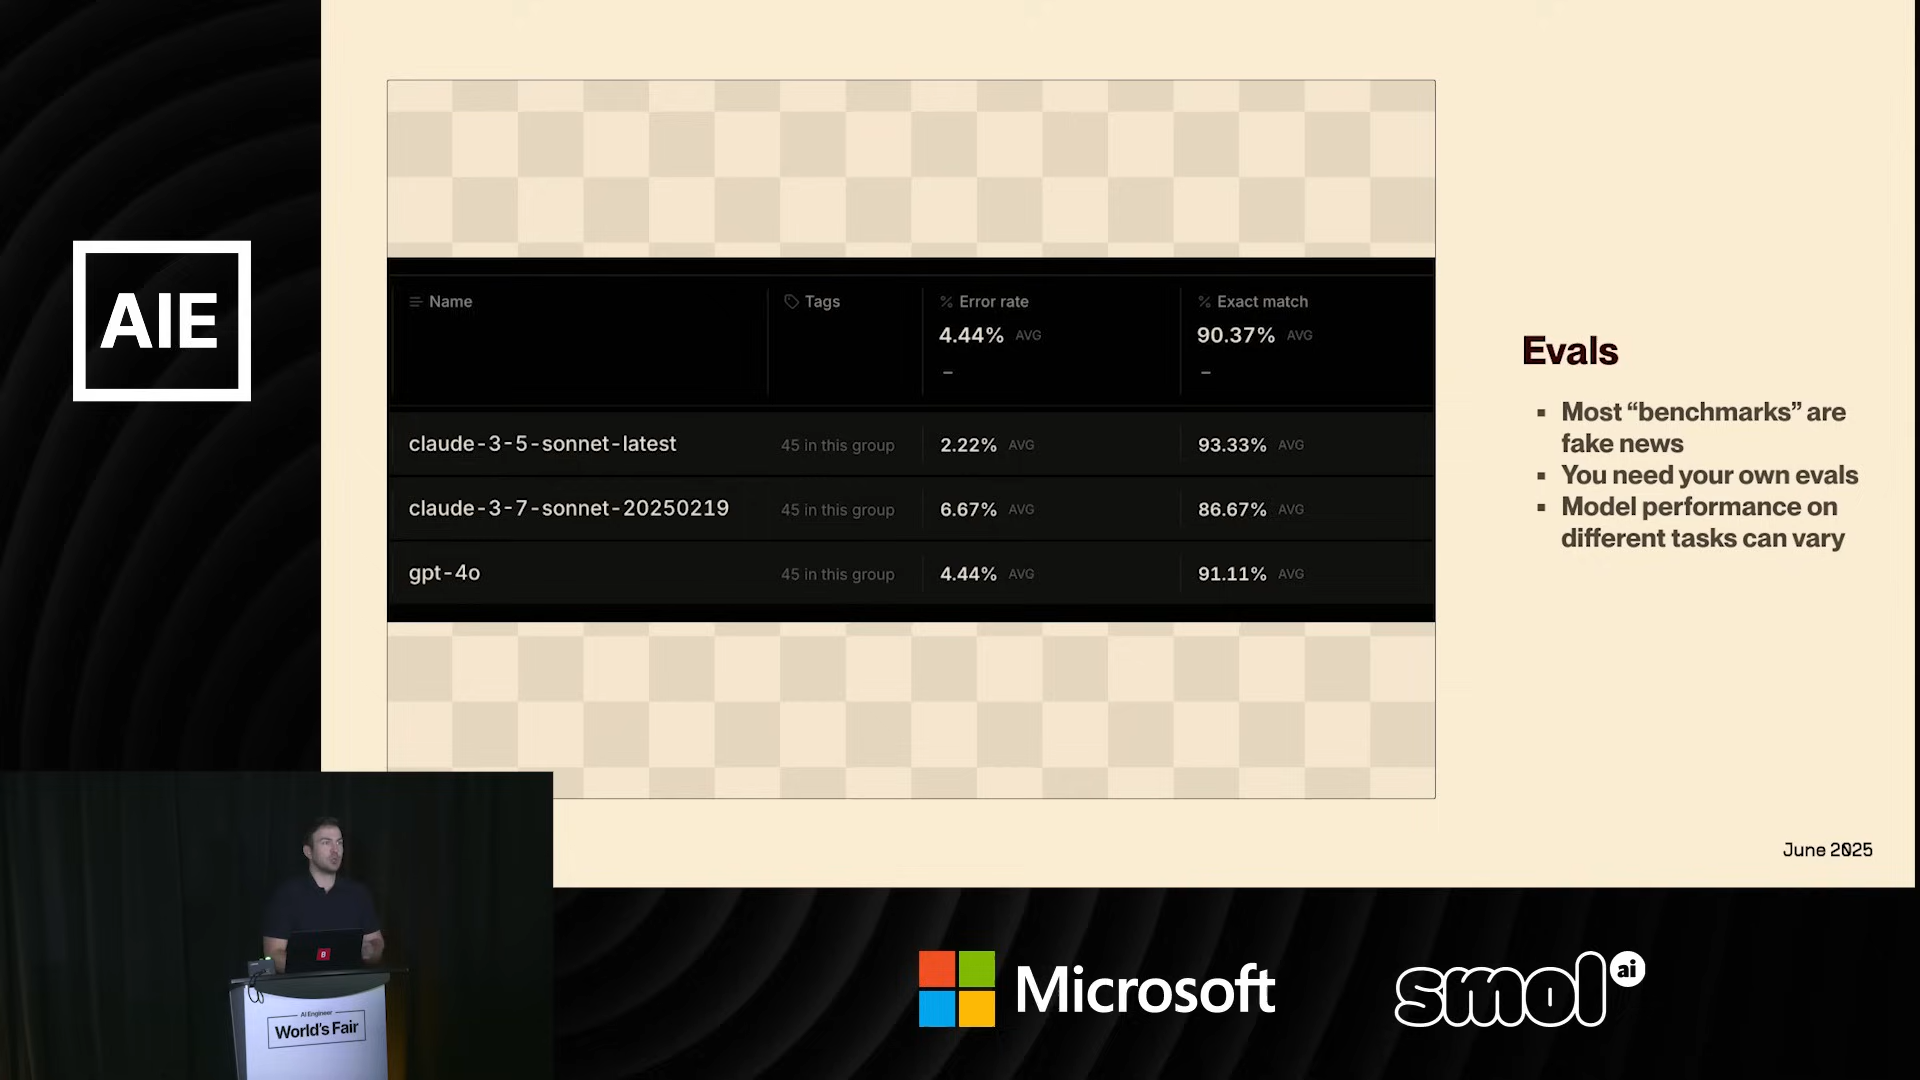 AIE
Name
Tags
% Error rate
% Exact match
4.44% AVG
90.37% AVG
–
–
claude-3-5-sonnet-latest
45 in this group
2.22% AVG
93.33% AVG
claude-3-7-sonnet-20250219
45 in this group
6.67% AVG
86.67% AVG
gpt-4o
45 in this group
4.44% AVG
91.11% AVG
Evals
▪ Most “benchmarks” are
fake news
▪ You need your own evals
▪ Model performance on
different tasks can vary
June 2025
AI Engineer
World's Fair
Microsoft
smol ai